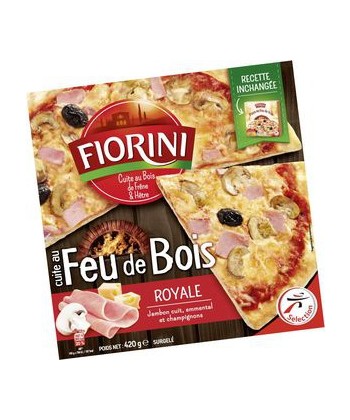 RECETTE
INCHANGÉE
FIORINI
Cuite au Bois
de Frêne
& Hêtre
cuite au
Feu de Bois
ROYALE
Jambon cuit, emmental
et champignons
POIDS NET : 420 g e SURGELÉ
Sélection